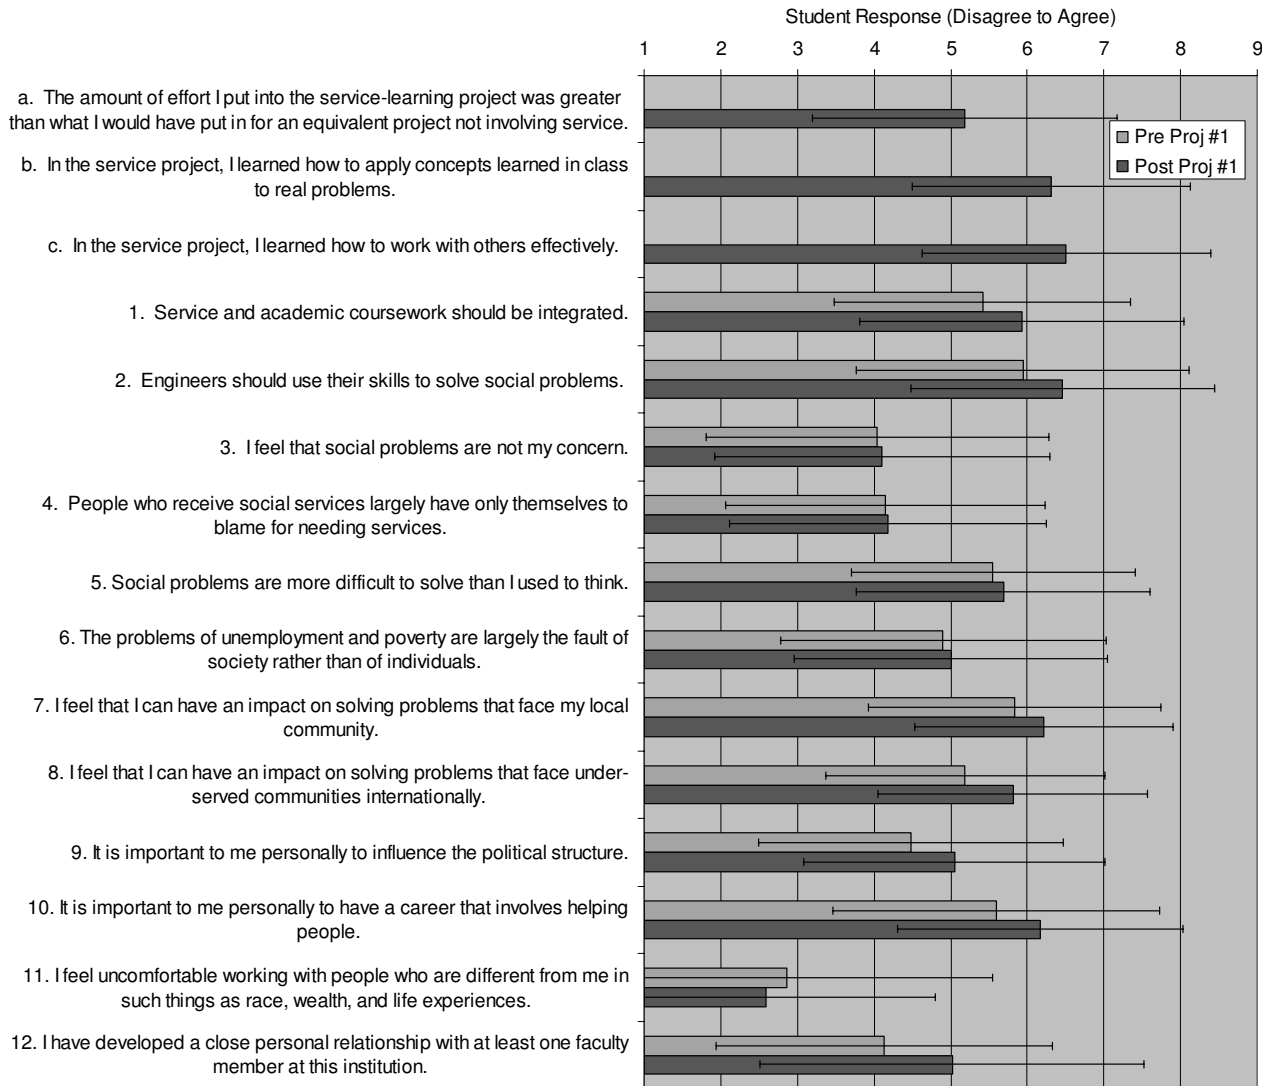 Student Response (Disagree to Agree)
1 2 3 4 5 6 7 8 9
a. The amount of effort I put into the service-learning project was greater
than what I would have put in for an equivalent project not involving service.
Pre Proj #1
Post Proj #1
b. In the service project, I learned how to apply concepts learned in class
to real problems.
c. In the service project, I learned how to work with others effectively.
1. Service and academic coursework should be integrated.
2. Engineers should use their skills to solve social problems.
3. I feel that social problems are not my concern.
4. People who receive social services largely have only themselves to
blame for needing services.
5. Social problems are more difficult to solve than I used to think.
6. The problems of unemployment and poverty are largely the fault of
society rather than of individuals.
7. I feel that I can have an impact on solving problems that face my local
community.
8. I feel that I can have an impact on solving problems that face under-
served communities internationally.
9. It is important to me personally to influence the political structure.
10. It is important to me personally to have a career that involves helping
people.
11. I feel uncomfortable working with people who are different from me in
such things as race, wealth, and life experiences.
12. I have developed a close personal relationship with at least one faculty
member at this institution.